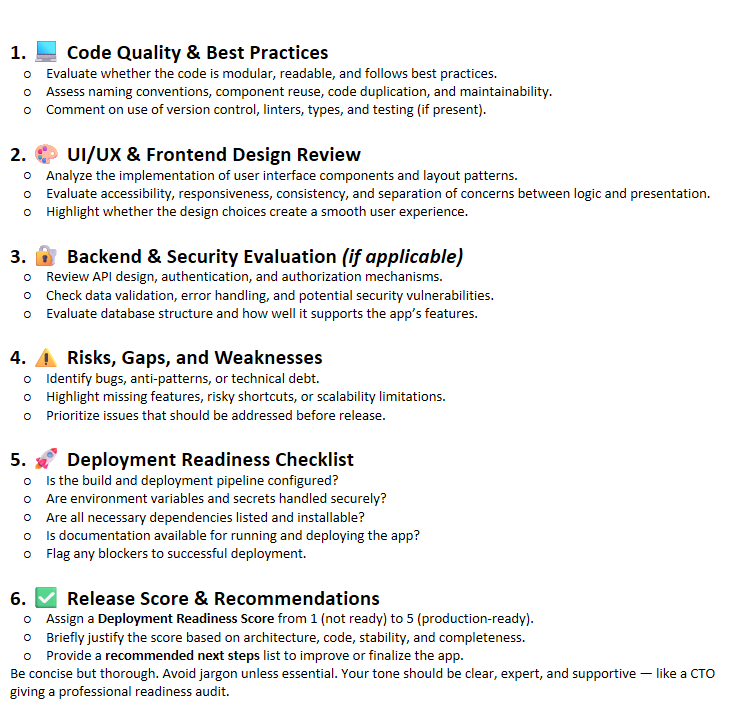 1. 💻 Code Quality & Best Practices
○ Evaluate whether the code is modular, readable, and follows best practices.
○ Assess naming conventions, component reuse, code duplication, and maintainability.
○ Comment on use of version control, linters, types, and testing (if present).
2. 🎨 UI/UX & Frontend Design Review
○ Analyze the implementation of user interface components and layout patterns.
○ Evaluate accessibility, responsiveness, consistency, and separation of concerns between logic and presentation.
○ Highlight whether the design choices create a smooth user experience.
3. 🔐 Backend & Security Evaluation (if applicable)
○ Review API design, authentication, and authorization mechanisms.
○ Check data validation, error handling, and potential security vulnerabilities.
○ Evaluate database structure and how well it supports the app's features.
4. ⚠️ Risks, Gaps, and Weaknesses
○ Identify bugs, anti-patterns, or technical debt.
○ Highlight missing features, risky shortcuts, or scalability limitations.
○ Prioritize issues that should be addressed before release.
5. 🚀 Deployment Readiness Checklist
○ Is the build and deployment pipeline configured?
○ Are environment variables and secrets handled securely?
○ Are all necessary dependencies listed and installable?
○ Is documentation available for running and deploying the app?
○ Flag any blockers to successful deployment.
6. ✅ Release Score & Recommendations
○ Assign a Deployment Readiness Score from 1 (not ready) to 5 (production-ready).
○ Briefly justify the score based on architecture, code, stability, and completeness.
○ Provide a recommended next steps list to improve or finalize the app.
Be concise but thorough. Avoid jargon unless essential. Your tone should be clear, expert, and supportive — like a CTO
giving a professional readiness audit.